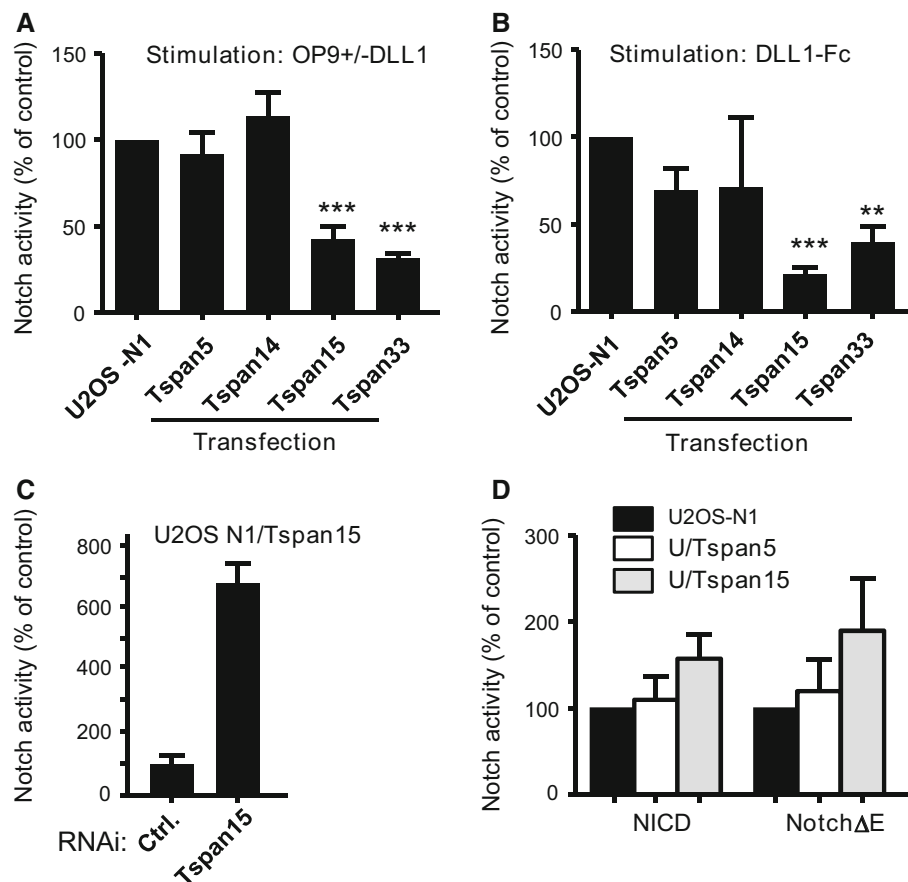 A
Stimulation: OP9+/-DLL1
Notch activity (% of control)
150
100
50
0
U2OS -N1
Tspan5
Tspan14
Tspan15
Tspan33
***
***
Transfection
B
Stimulation: DLL1-Fc
Notch activity (% of control)
150
100
50
0
U2OS-N1
Tspan5
Tspan14
Tspan15
Tspan33
***
**
Transfection
C
U2OS N1/Tspan15
Notch activity (% of control)
800
600
400
200
0
RNAi:
Ctrl.
Tspan15
D
U2OS-N1
U/Tspan5
U/Tspan15
Notch activity (% of control)
300
200
100
0
NICD
NotchΔE